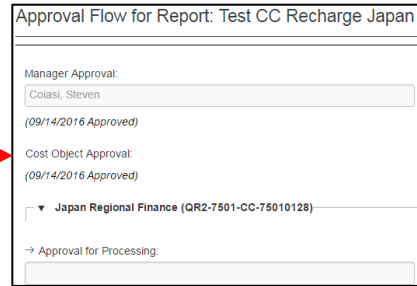 Approval Flow for Report: Test CC Recharge Japan
Manager Approval:
Coiasi, Steven
(09/14/2016 Approved)
Cost Object Approval:
(09/14/2016 Approved)
▼ Japan Regional Finance (QR2-7501-CC-75010128)
→ Approval for Processing: